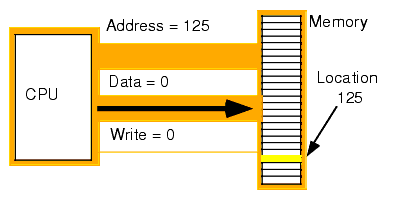 Address = 125
Memory
Data = 0
Location
125
CPU
Write = 0